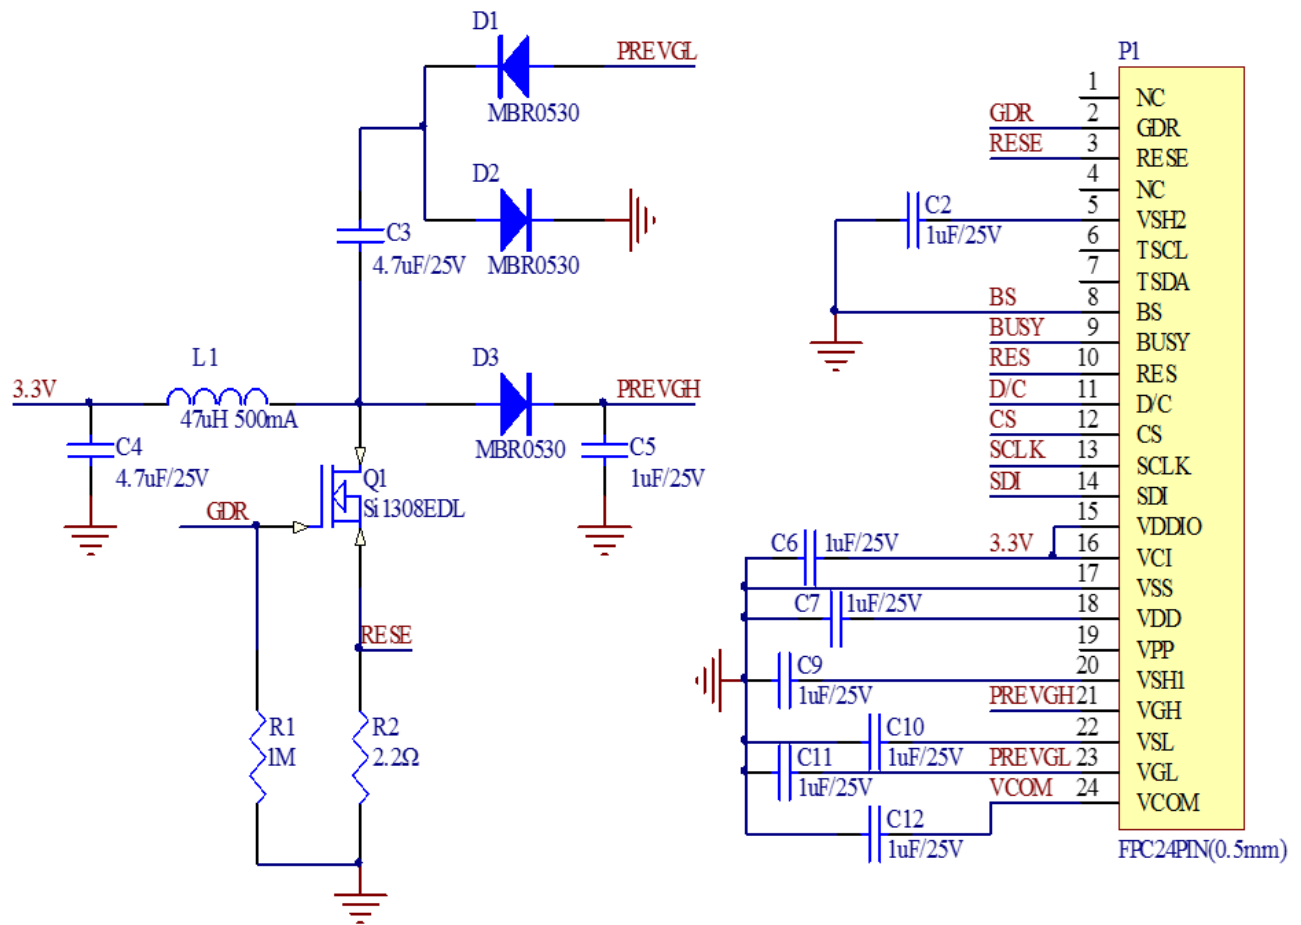 D1
PREVGL
MBR0530
D2
MBR0530
C3
4.7uF/25V
L1
3.3V
47uH 500mA
D3
PREVGH
MBR0530
C4
4.7uF/25V
C5
1uF/25V
Q1
Si1308EDL
GDR
RESE
R1
1M
R2
2.2Ω
P1
1 NC
GDR 2 GDR
RESE 3 RESE
4 NC
C2
1uF/25V
5 VSH2
6 TSCL
7 TSDA
BS 8 BS
BUSY 9 BUSY
RES 10 RES
D/C 11 D/C
CS 12 CS
SCLK 13 SCLK
SDI 14 SDI
15 VDDIO
C6 1uF/25V 3.3V 16 VCI
17 VSS
C7 1uF/25V 18 VDD
19 VPP
C9
1uF/25V
20 VSH1
PREVGH 21 VGH
C10
1uF/25V
22 VSL
C11
1uF/25V
PREVGL 23 VGL
VCOM 24 VCOM
C12
1uF/25V
FPC24PIN(0.5mm)